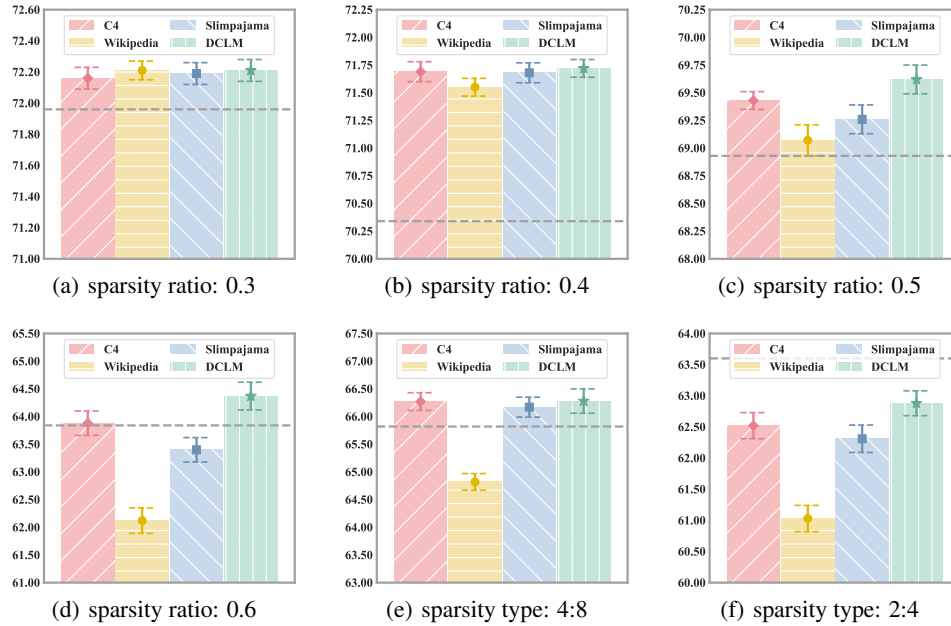 72.60
72.40
72.20
72.00
71.80
71.60
71.40
71.20
71.00
C4
Slimpajama
Wikipedia
DCLM
(a) sparsity ratio: 0.3
72.25
72.00
71.75
71.50
71.25
71.00
70.75
70.50
70.25
70.00
C4
Slimpajama
Wikipedia
DCLM
(b) sparsity ratio: 0.4
70.25
70.00
69.75
69.50
69.25
69.00
68.75
68.50
68.25
68.00
C4
Slimpajama
Wikipedia
DCLM
(c) sparsity ratio: 0.5
65.50
65.00
64.50
64.00
63.50
63.00
62.50
62.00
61.50
61.00
C4
Slimpajama
Wikipedia
DCLM
(d) sparsity ratio: 0.6
67.50
67.00
66.50
66.00
65.50
65.00
64.50
64.00
63.50
63.00
C4
Slimpajama
Wikipedia
DCLM
(e) sparsity type: 4:8
64.00
63.50
63.00
62.50
62.00
61.50
61.00
60.50
60.00
C4
Slimpajama
Wikipedia
DCLM
(f) sparsity type: 2:4